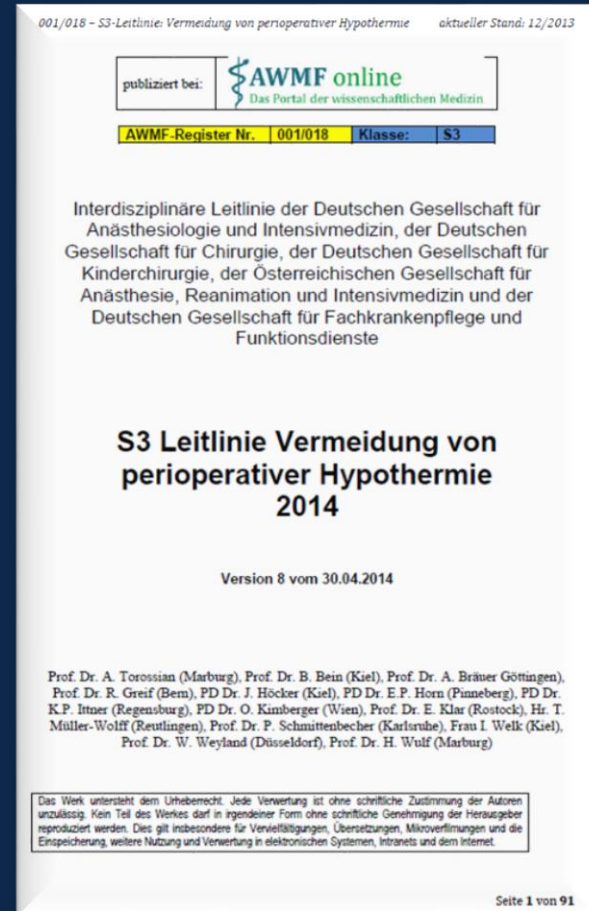 001/018 – S3-Leitlinie: Vermeidung von perioperativer Hypothermie aktueller Stand: 12/2013
publiziert bei:
AWMF online
Das Portal der wissenschaftlichen Medizin
AWMF-Register Nr. 001/018 Klasse: S3
Interdisziplinäre Leitlinie der Deutschen Gesellschaft für
Anästhesiologie und Intensivmedizin, der Deutschen
Gesellschaft für Chirurgie, der Deutschen Gesellschaft für
Kinderchirurgie, der Österreichischen Gesellschaft für
Anästhesie, Reanimation und Intensivmedizin und der
Deutschen Gesellschaft für Fachkrankenpflege und
Funktionsdienste
S3 Leitlinie Vermeidung von
perioperativer Hypothermie
2014
Version 8 vom 30.04.2014
Prof. Dr. A. Torossian (Marburg), Prof. Dr. B. Bein (Kiel), Prof. Dr. A. Bräuer Göttingen),
Prof. Dr. R. Greif (Bern), PD Dr. J. Höcker (Kiel), PD Dr. E.P. Horn (Pinneberg), PD Dr.
K.P. Ittner (Regensburg), PD Dr. O. Kimberger (Wien), Prof. Dr. E. Klar (Rostock), Hr. T.
Müller-Wolff (Reutlingen), Prof. Dr. P. Schmittenbecher (Karlsruhe), Frau I. Welk (Kiel),
Prof. Dr. W. Weyland (Düsseldorf), Prof. Dr. H. Wulf (Marburg)
Das Werk untersteht dem Urheberrecht. Jede Verwertung ist ohne schriftliche Zustimmung der Autoren
unzulässig. Kein Teil des Werkes darf in irgendeiner Form ohne schriftliche Genehmigung der Herausgeber
reproduziert werden. Dies gilt insbesondere für Vervielfältigungen, Übersetzungen, Mikroverfilmungen und die
Einspeicherung, weitere Nutzung und Verwertung in elektronischen Systemen, Intranets und dem Internet.
Seite 1 von 91